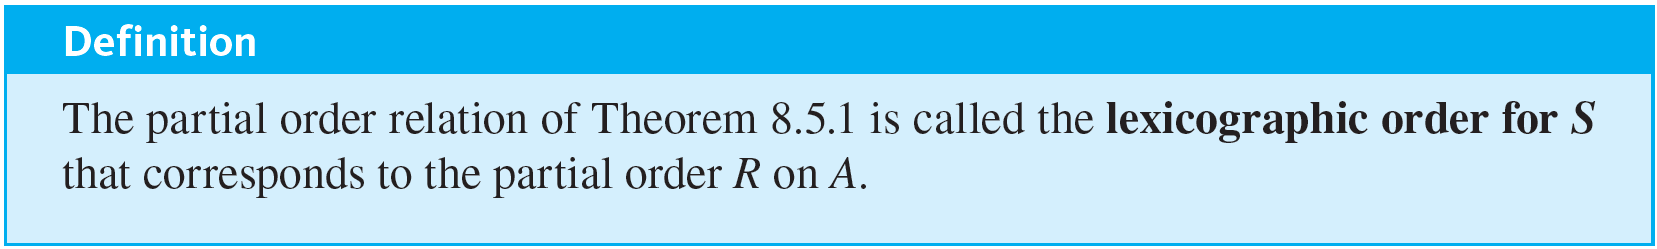 Definition
The partial order relation of Theorem 8.5.1 is called the lexicographic order for S
that corresponds to the partial order R on A.